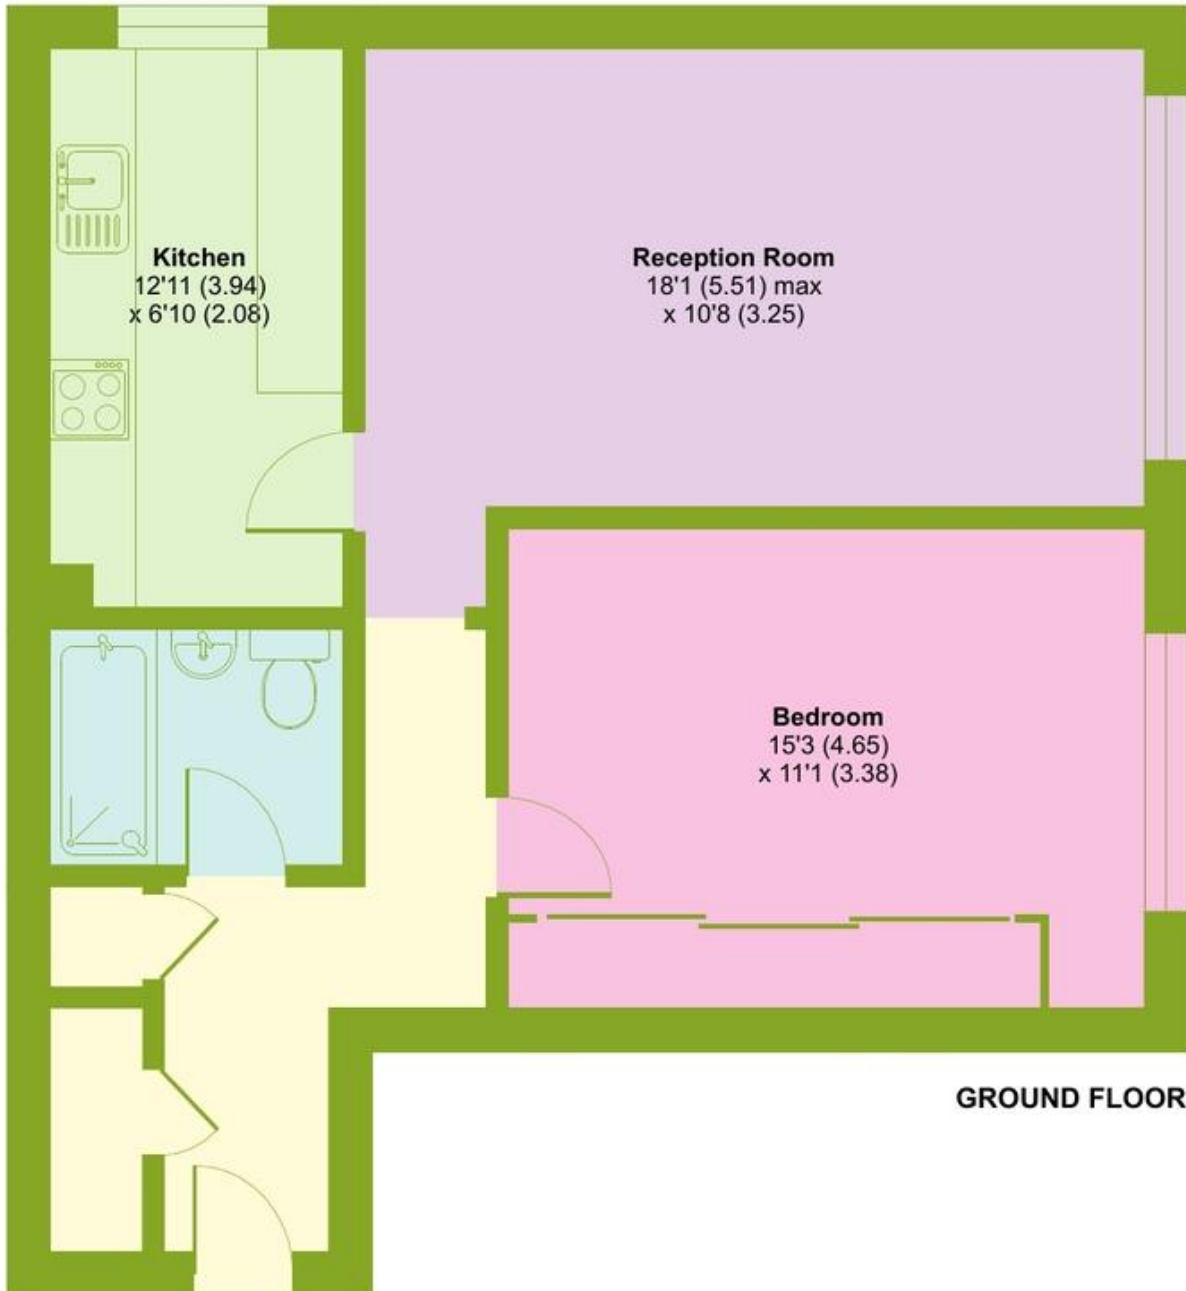 Kitchen
12'11 (3.94)
x 6'10 (2.08)
Reception Room
18'1 (5.51) max
x 10'8 (3.25)
Bedroom
15'3 (4.65)
x 11'1 (3.38)
GROUND FLOOR